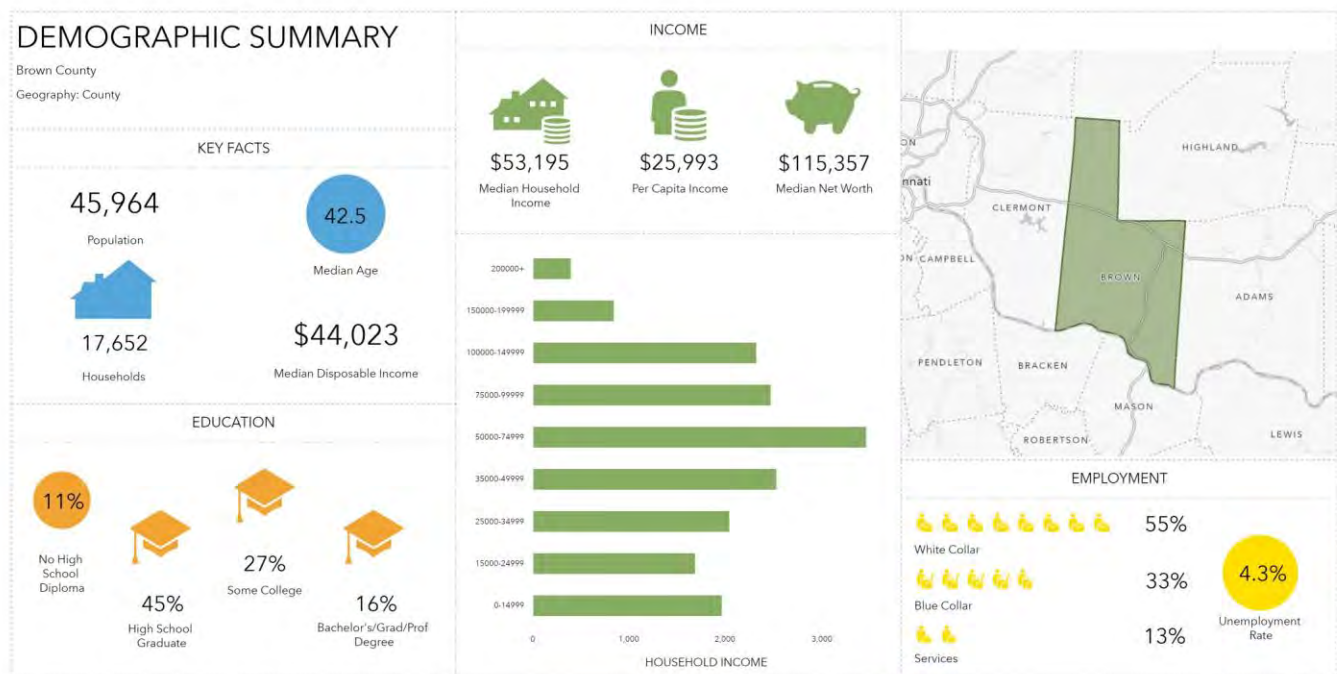 DEMOGRAPHIC SUMMARY
Brown County
Geography: County
KEY FACTS
45,964
Population
42.5
Median Age
17,652
Households
$44,023
Median Disposable Income
EDUCATION
11%
No High
School
Diploma
45%
High School
Graduate
27%
Some College
16%
Bachelor's/Grad/Prof
Degree
INCOME
$53,195
Median Household
Income
$25,993
Per Capita Income
$115,357
Median Net Worth
200000+
150000-199999
100000-149999
75000-99999
50000-74999
35000-49999
25000-34999
15000-24999
0-14999
0
1,000
2,000
3,000
HOUSEHOLD INCOME
ON
HIGHLAND
nnati
CLERMONT
ON
CAMPBELL
BROWN
ADAMS
PENDLETON
BRACKEN
MASON
ROBERTSON
LEWIS
EMPLOYMENT
55%
White Collar
33%
Blue Collar
13%
Services
4.3%
Unemployment
Rate